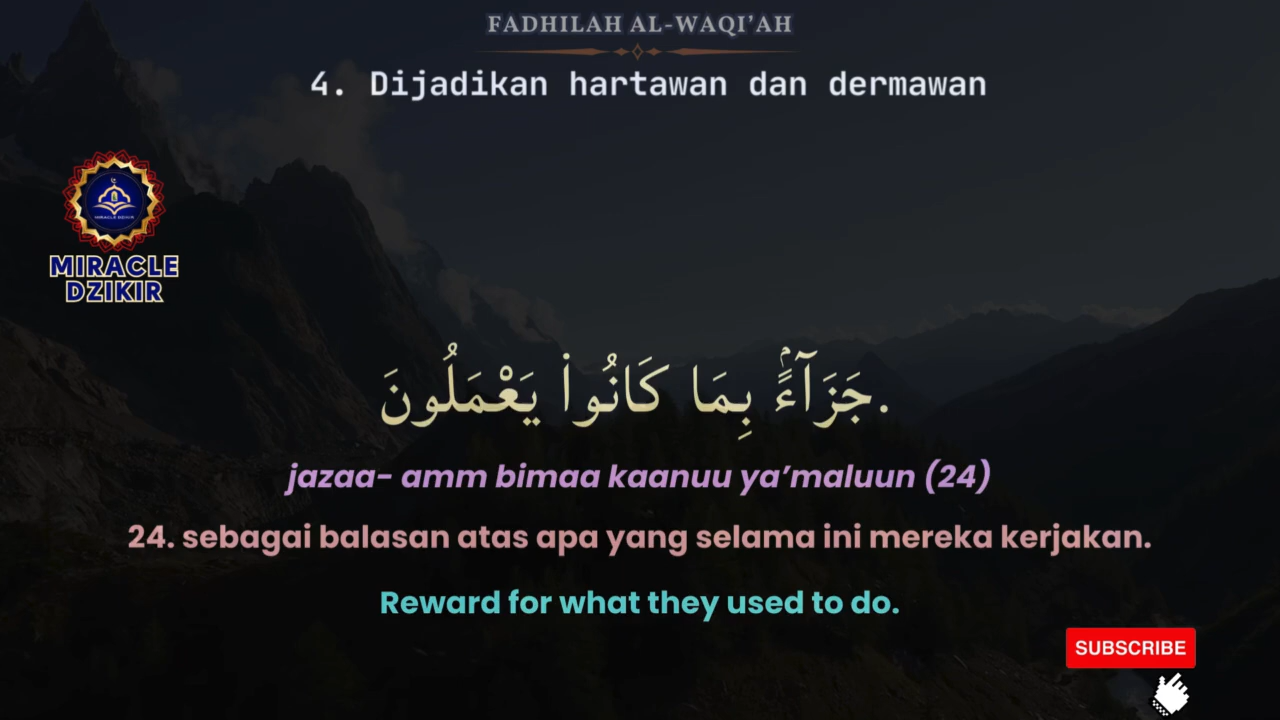 FADHILAH AL-WAQI'AH
4. Dijadikan hartawan dan dermawan
MIRACLE
DZIKIR
جَزَآءًۢ بِمَا كَانُوا۟ يَعْمَلُونَ.
jazaa- amm bimaa kaanuu ya’maluun (24)
24. sebagai balasan atas apa yang selama ini mereka kerjakan.
Reward for what they used to do.
SUBSCRIBE